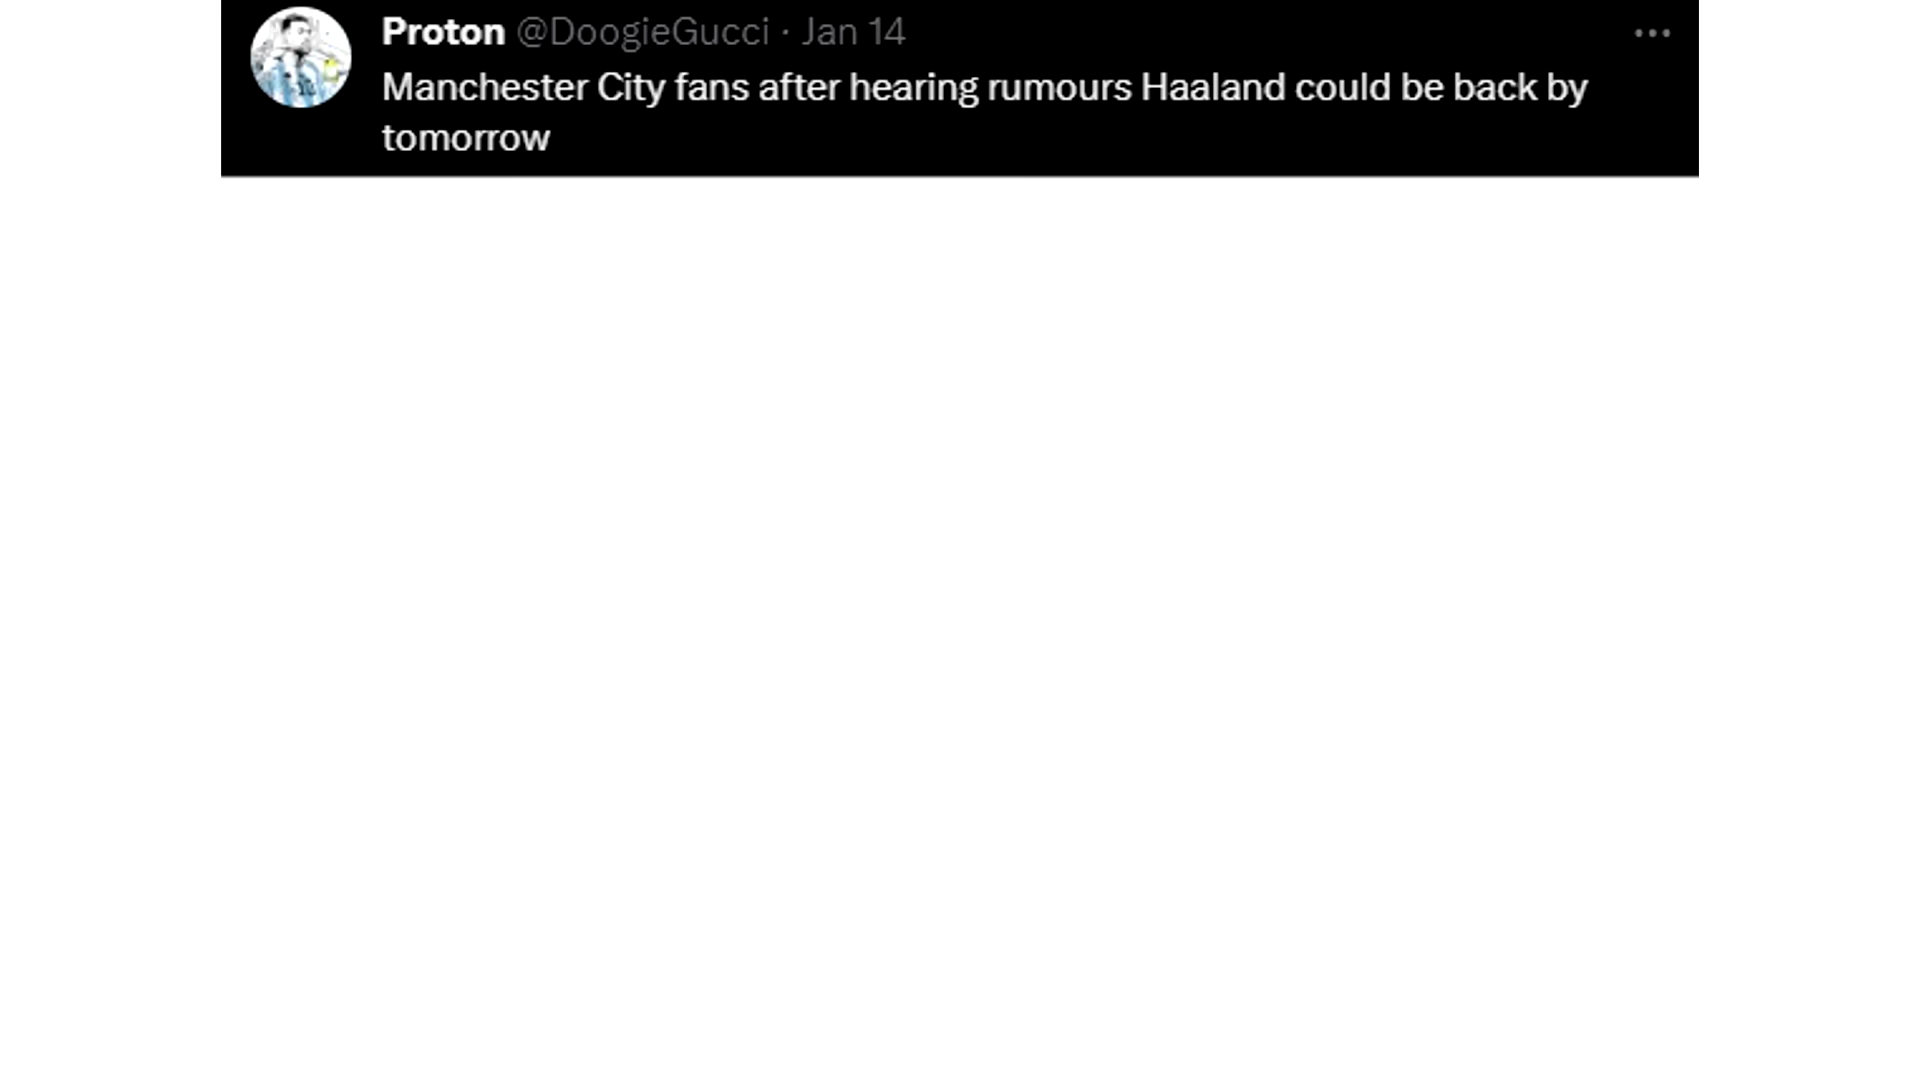 Proton @DoogieGucci · Jan 14
Manchester City fans after hearing rumours Haaland could be back by
tomorrow